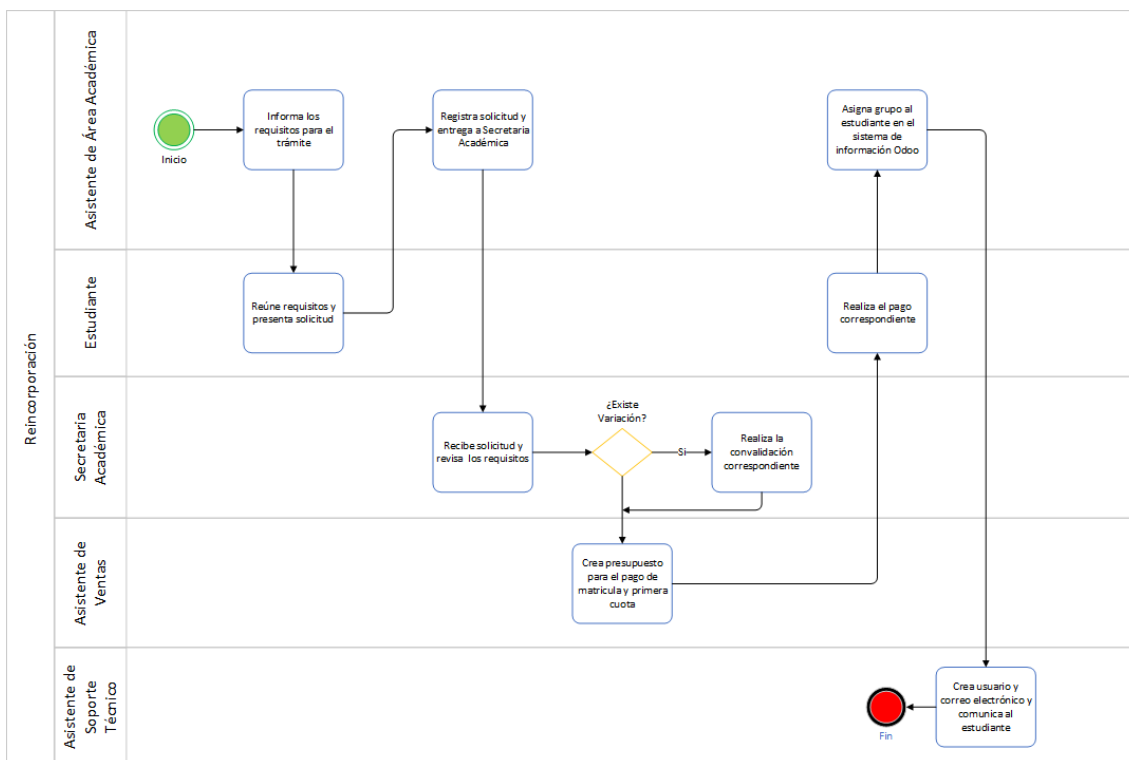 Reincorporación
Asistente de Área Académica
Inicio
Informa los
requisitos para el
trámite
Registra solicitud y
entrega a Secretaria
Académica
Asigna grupo al
estudiante en el
sistema de
información Odoo
Estudiante
Reúne requisitos y
presenta solicitud
Realiza el pago
correspondiente
Secretaria
Académica
Recibe solicitud y
revisa los requisitos
¿Existe
Variación?
Si
Realiza la
convalidación
correspondiente
Asistente de
Ventas
Crea presupuesto
para el pago de
matricula y primera
cuota
Asistente de
Soporte
Técnico
Fin
Crea usuario y
correo electrónico y
comunica al
estudiante